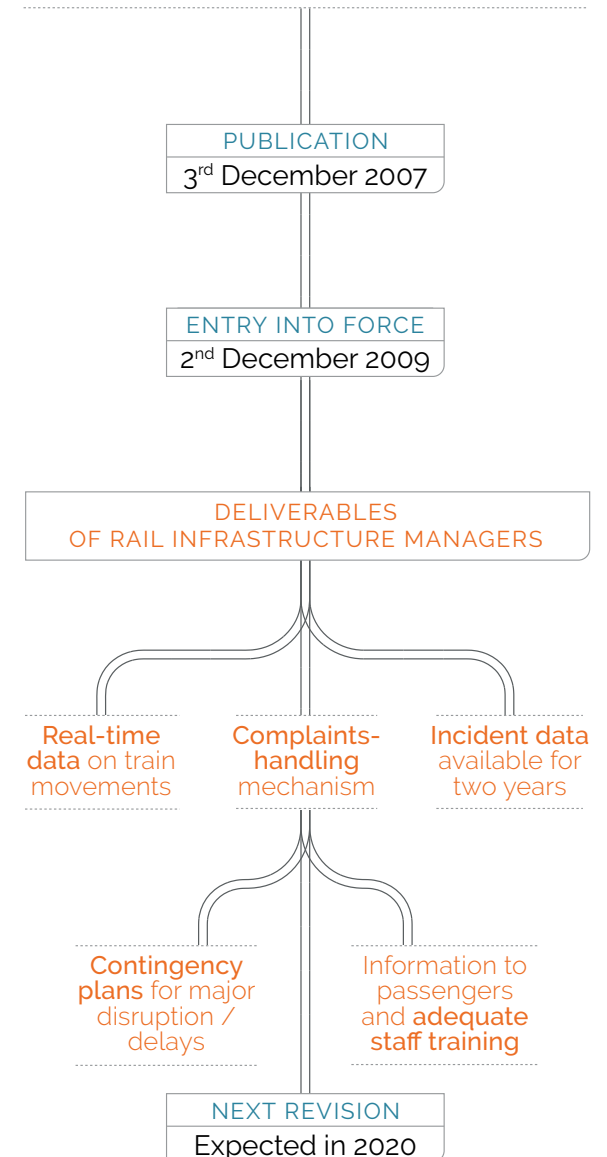 PUBLICATION
3rd December 2007
ENTRY INTO FORCE
2nd December 2009
DELIVERABLES
OF RAIL INFRASTRUCTURE MANAGERS
Real-time
data on train
movements
Complaints-
handling
mechanism
Incident data
available for
two years
Contingency
plans for major
disruption /
delays
Information to
passengers
and adequate
staff training
NEXT REVISION
Expected in 2020